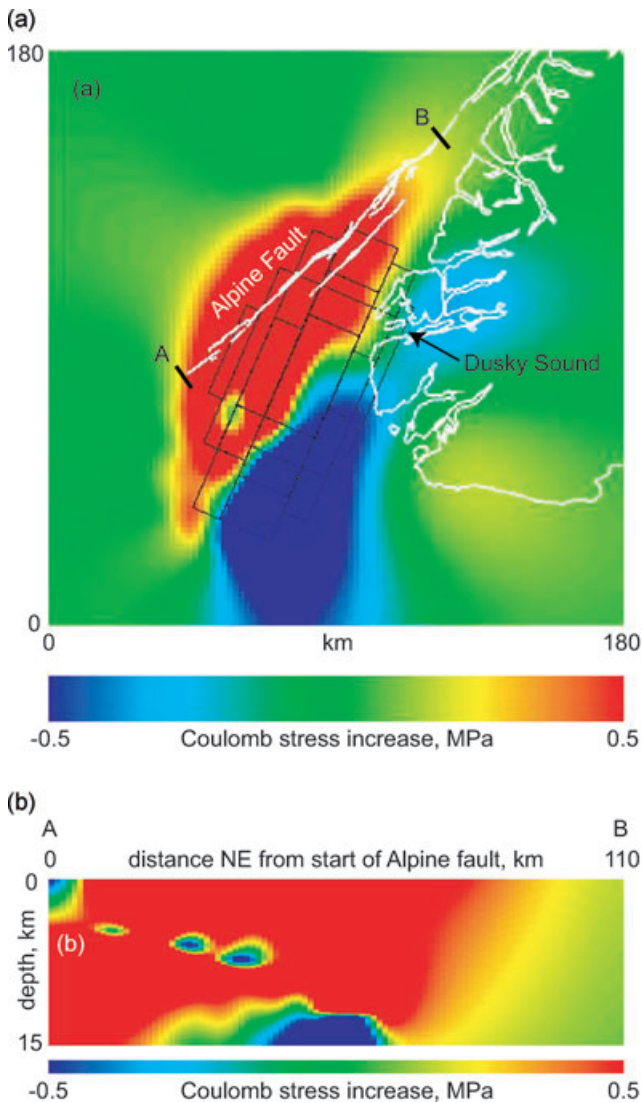 (a)
180
(a)
B
Alpine Fault
A
Dusky Sound
0
0 km 180
-0.5 Coulomb stress increase, MPa 0.5
(b)
A B
0 distance NE from start of Alpine fault, km 110
0
depth, km
(b)
15
-0.5 Coulomb stress increase, MPa 0.5